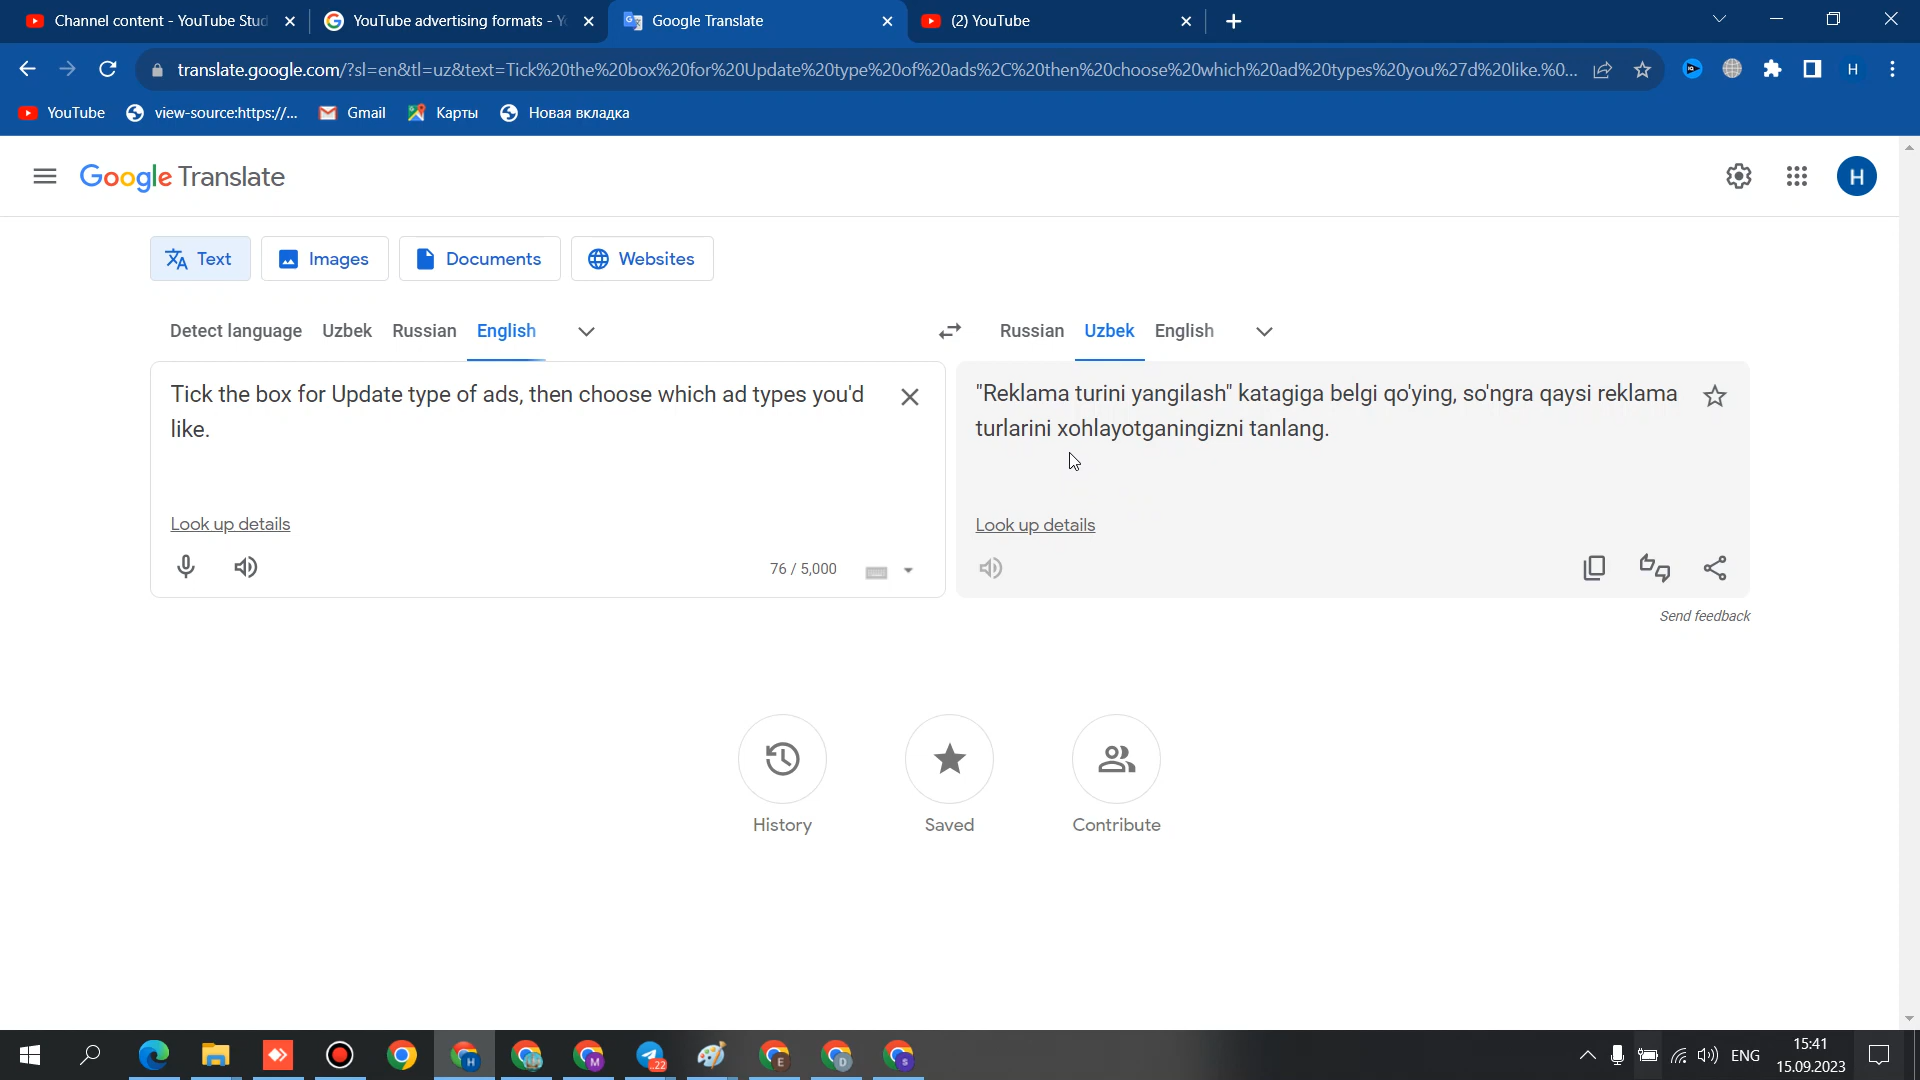 Channel content - YouTube Stud
YouTube advertising formats - Y
Google Translate
(2) YouTube
translate.google.com/?sl=en&tl=uz&text=Tick%20the%20box%20for%20Update%20type%20of%20ads%2C%20then%20choose%20which%20ad%20types%20you%27d%20like.%0...
H
YouTube
view-source:https://...
Gmail
Карты
Новая вкладка
Google Translate
H
Text
Images
Documents
Websites
Detect language Uzbek Russian English
Russian Uzbek English
Tick the box for Update type of ads, then choose which ad types you'd
like.
"Reklama turini yangilash" katagiga belgi qo'ying, so'ngra qaysi reklama
turlarini xohlayotganingizni tanlang.
Look up details
Look up details
76 / 5,000
Send feedback
History
Saved
Contribute
H
M
22
E
D
S
ENG
15:41
15.09.2023